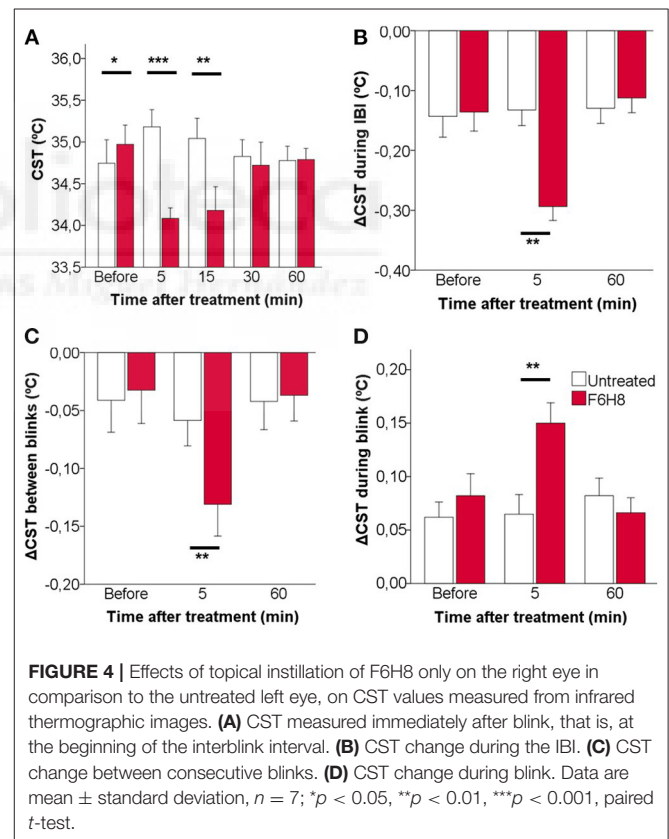 A
B
36,0
35,5
35,0
34,5
34,0
33,5
CST (ºC)
*
***
**
Before 5 15 30 60
Time after treatment (min)
0,00
-0,10
-0,20
-0,30
-0,40
ΔCST during IBI (ºC)
**
Before 5 60
Time after treatment (min)
C
D
0,00
-0,05
-0,10
-0,15
-0,20
ΔCST between blinks (ºC)
**
Before 5 60
Time after treatment (min)
0,20
0,15
0,10
0,05
0,00
ΔCST during blink (ºC)
**
Untreated
F6H8
Before 5 60
Time after treatment (min)
FIGURE 4 | Effects of topical instillation of F6H8 only on the right eye in
comparison to the untreated left eye, on CST values measured from infrared
thermographic images. (A) CST measured immediately after blink, that is, at
the beginning of the interblink interval. (B) CST change during the IBI. (C) CST
change between consecutive blinks. (D) CST change during blink. Data are
mean ± standard deviation, n = 7; *p < 0.05, **p < 0.01, ***p < 0.001, paired
t-test.